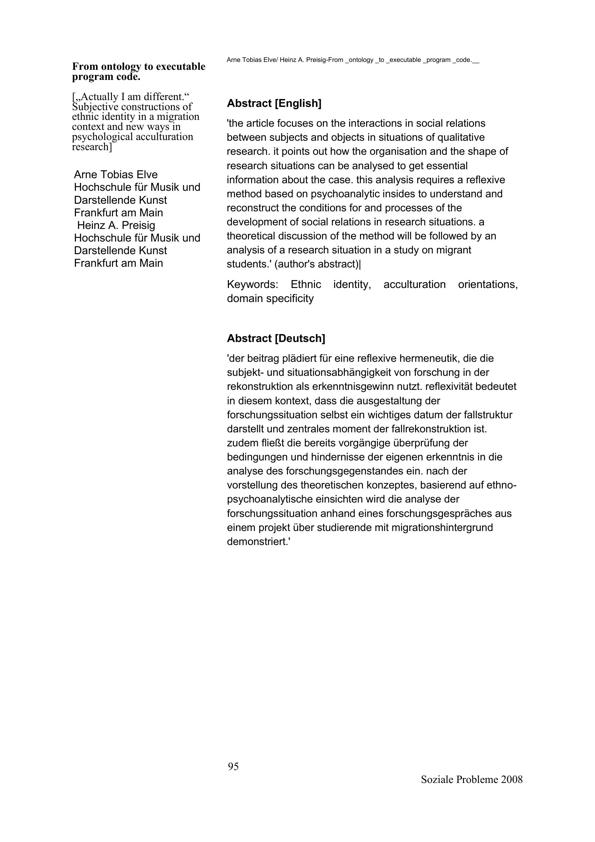 Arne Tobias Elve/ Heinz A. Preisig-From _ontology _to _executable _program _code.__
From ontology to executable
program code.
[„Actually I am different.“
Subjective constructions of
ethnic identity in a migration
context and new ways in
psychological acculturation
research]
Arne Tobias Elve
Hochschule für Musik und
Darstellende Kunst
Frankfurt am Main
Heinz A. Preisig
Hochschule für Musik und
Darstellende Kunst
Frankfurt am Main
Abstract [English]
'the article focuses on the interactions in social relations
between subjects and objects in situations of qualitative
research. it points out how the organisation and the shape of
research situations can be analysed to get essential
information about the case. this analysis requires a reflexive
method based on psychoanalytic insides to understand and
reconstruct the conditions for and processes of the
development of social relations in research situations. a
theoretical discussion of the method will be followed by an
analysis of a research situation in a study on migrant
students.' (author's abstract)|
Keywords: Ethnic identity, acculturation orientations,
domain specificity
Abstract [Deutsch]
'der beitrag plädiert für eine reflexive hermeneutik, die die
subjekt- und situationsabhängigkeit von forschung in der
rekonstruktion als erkenntnisgewinn nutzt. reflexivität bedeutet
in diesem kontext, dass die ausgestaltung der
forschungssituation selbst ein wichtiges datum der fallstruktur
darstellt und zentrales moment der fallrekonstruktion ist.
zudem fließt die bereits vorgängige überprüfung der
bedingungen und hindernisse der eigenen erkenntnis in die
analyse des forschungsgegenstandes ein. nach der
vorstellung des theoretischen konzeptes, basierend auf ethno-
psychoanalytische einsichten wird die analyse der
forschungssituation anhand eines forschungsgespräches aus
einem projekt über studierende mit migrationshintergrund
demonstriert.'
95
Soziale Probleme 2008